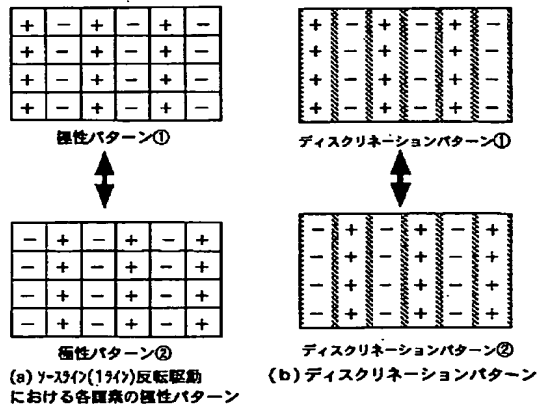 + - + - + -
+ - + - + -
+ - + - + -
+ - + - + -
極性パターン①
- + - + - +
- + - + - +
- + - + - +
- + - + - +
極性パターン②
(a) ソースライン(1ライン)反転駆動
における各画素の極性パターン
+ - + - + -
+ - + - + -
+ - + - + -
+ - + - + -
ディスクリネーションパターン①
- + - + - +
- + - + - +
- + - + - +
- + - + - +
ディスクリネーションパターン②
(b) ディスクリネーションパターン